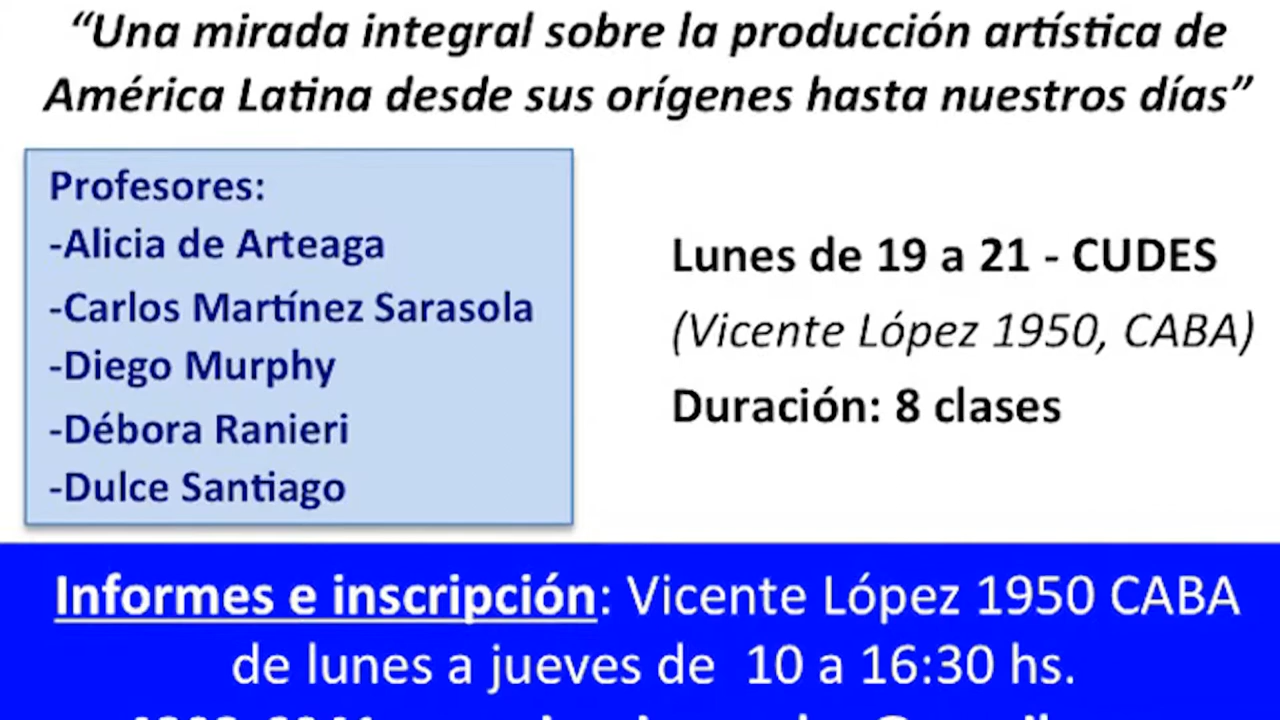 “Una mirada integral sobre la producción artística de
América Latina desde sus orígenes hasta nuestros días”
Profesores:
-Alicia de Arteaga
-Carlos Martínez Sarasola
-Diego Murphy
-Débora Ranieri
-Dulce Santiago
Lunes de 19 a 21 - CUDES
(Vicente López 1950, CABA)
Duración: 8 clases
Informes e inscripción: Vicente López 1950 CABA
de lunes a jueves de 10 a 16:30 hs.